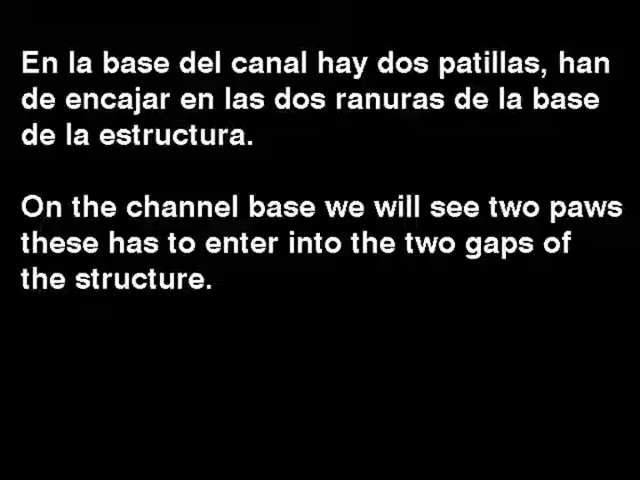 En la base del canal hay dos patillas, han
de encajar en las dos ranuras de la base
de la estructura.
On the channel base we will see two paws
these has to enter into the two gaps of
the structure.